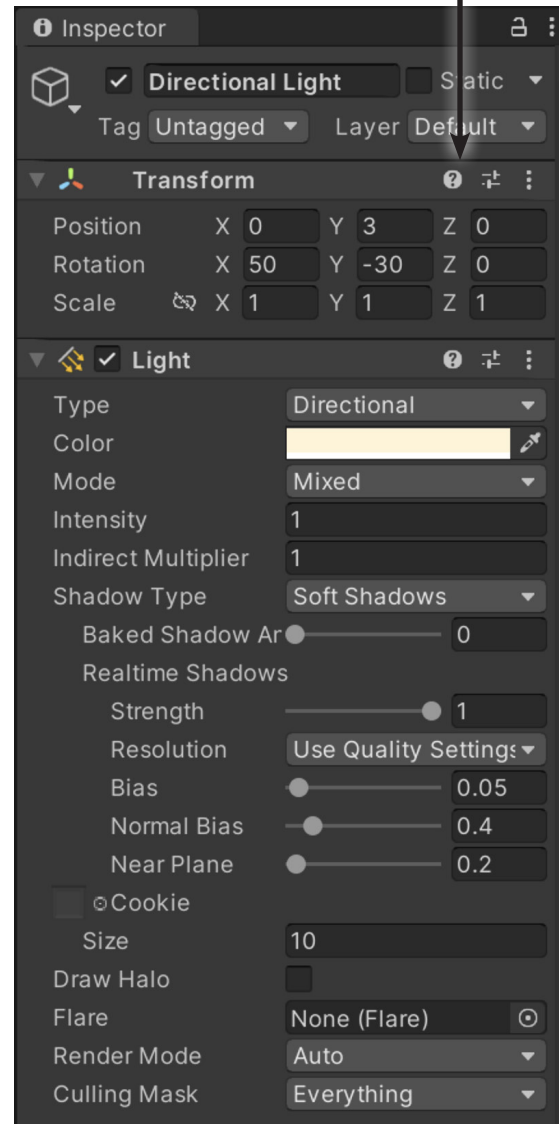 Inspector
Directional Light Static
Tag Untagged Layer Default
Transform
Position X 0 Y 3 Z 0
Rotation X 50 Y -30 Z 0
Scale X 1 Y 1 Z 1
Light
Type Directional
Color
Mode Mixed
Intensity 1
Indirect Multiplier 1
Shadow Type Soft Shadows
Baked Shadow Ar 0
Realtime Shadows
Strength 1
Resolution Use Quality Settings
Bias 0.05
Normal Bias 0.4
Near Plane 0.2
Cookie
Size 10
Draw Halo
Flare None (Flare)
Render Mode Auto
Culling Mask Everything